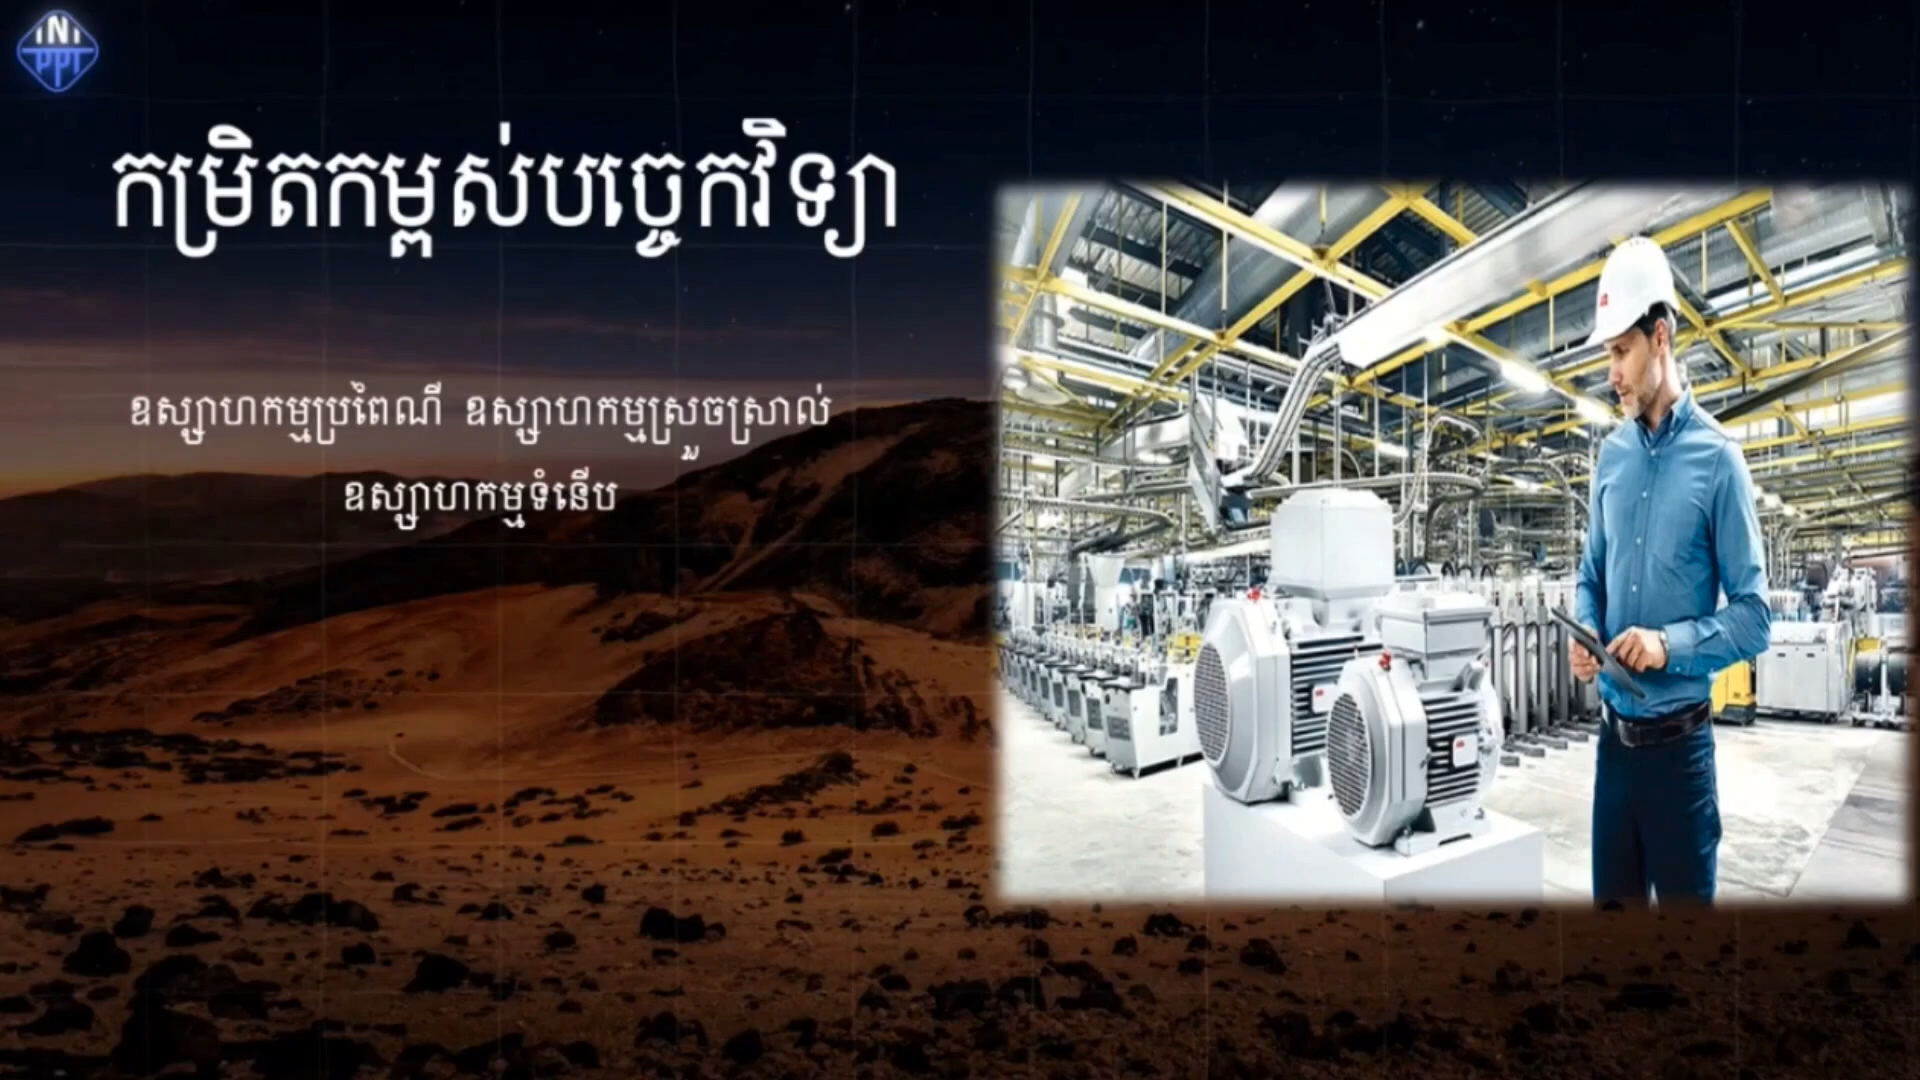 INI
PPT
កម្រិតកម្ពស់បច្ចេកវិទ្យា
ឧស្សាហកម្មប្រពៃណី ឧស្សាហកម្មស្រួចស្រាល់
ឧស្សាហកម្មទំនើប